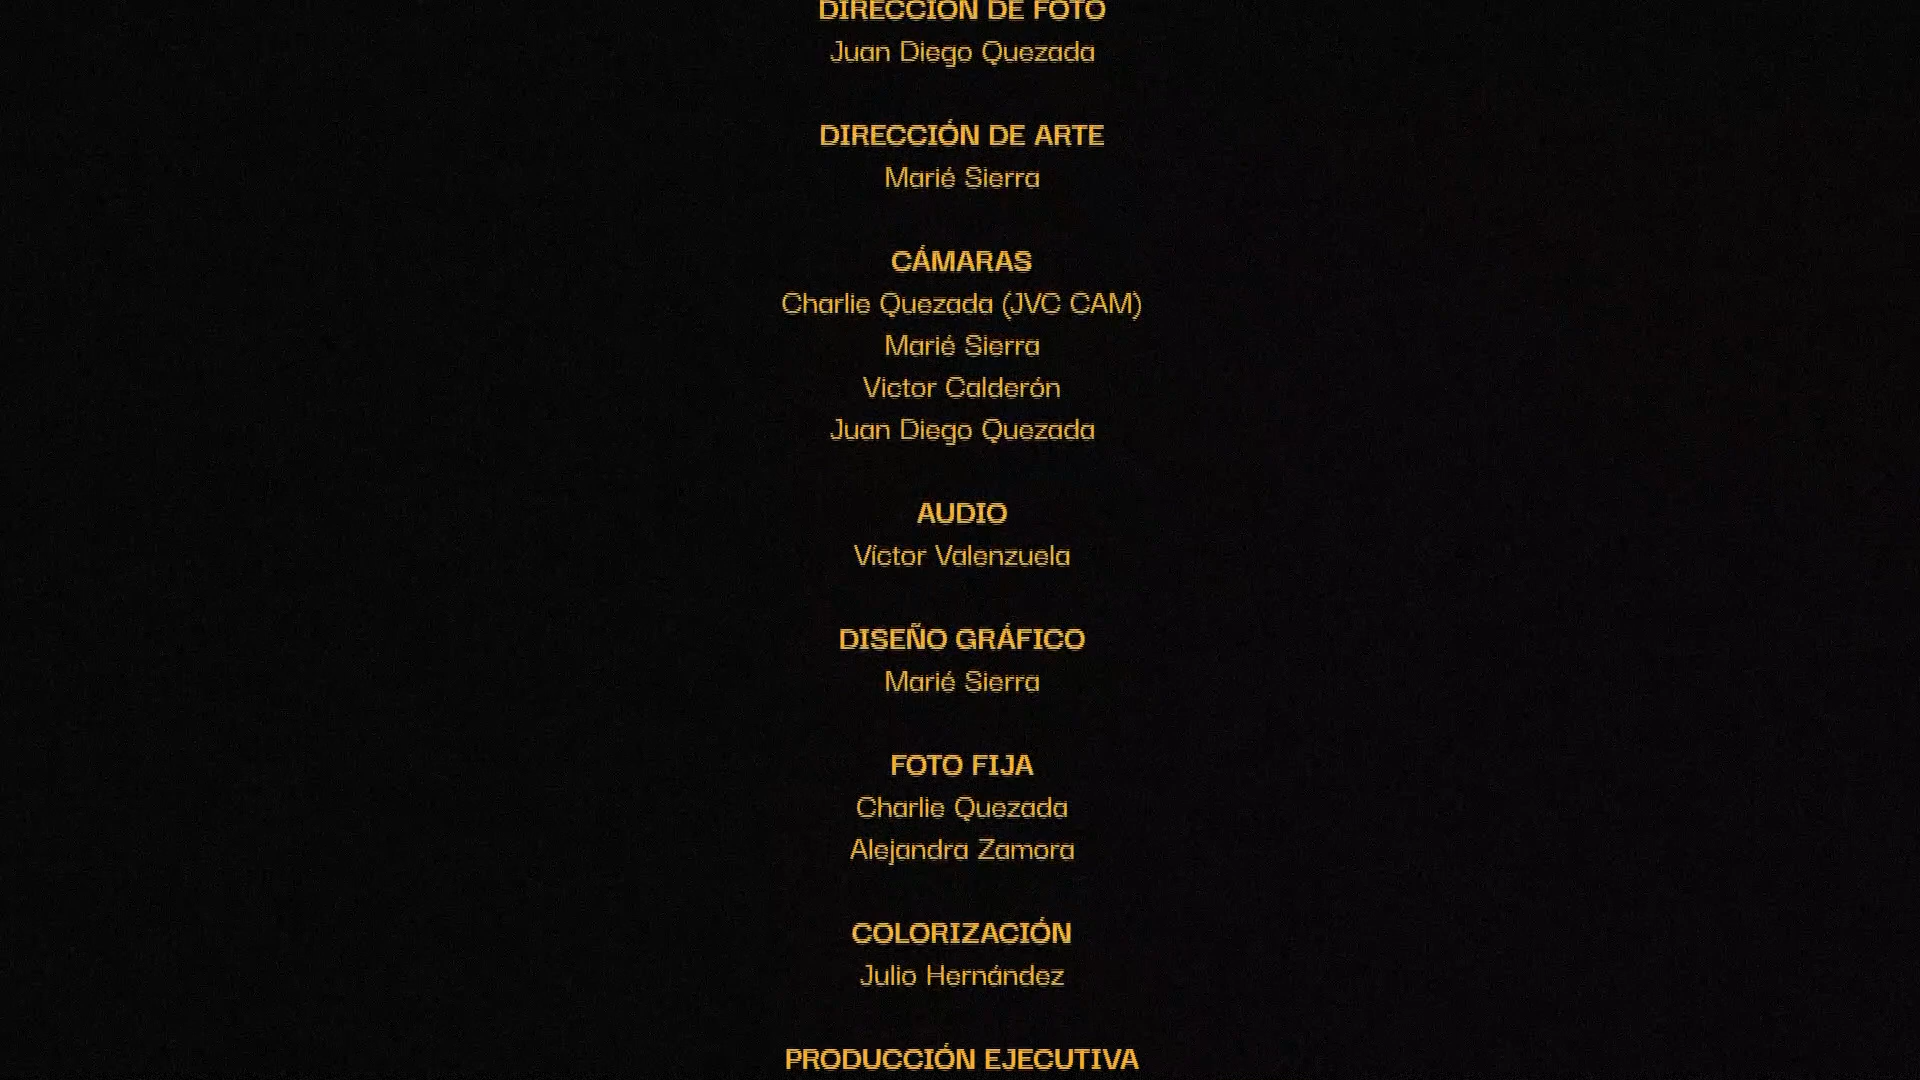 DIRECCIÓN DE FOTO
Juan Diego Quezada
DIRECCIÓN DE ARTE
Marié Sierra
CÁMARAS
Charlie Quezada (JVC CAM)
Marié Sierra
Victor Calderón
Juan Diego Quezada
AUDIO
Víctor Valenzuela
DISEÑO GRÁFICO
Marié Sierra
FOTO FIJA
Charlie Quezada
Alejandra Zamora
COLORIZACIÓN
Julio Hernández
PRODUCCIÓN EJECUTIVA